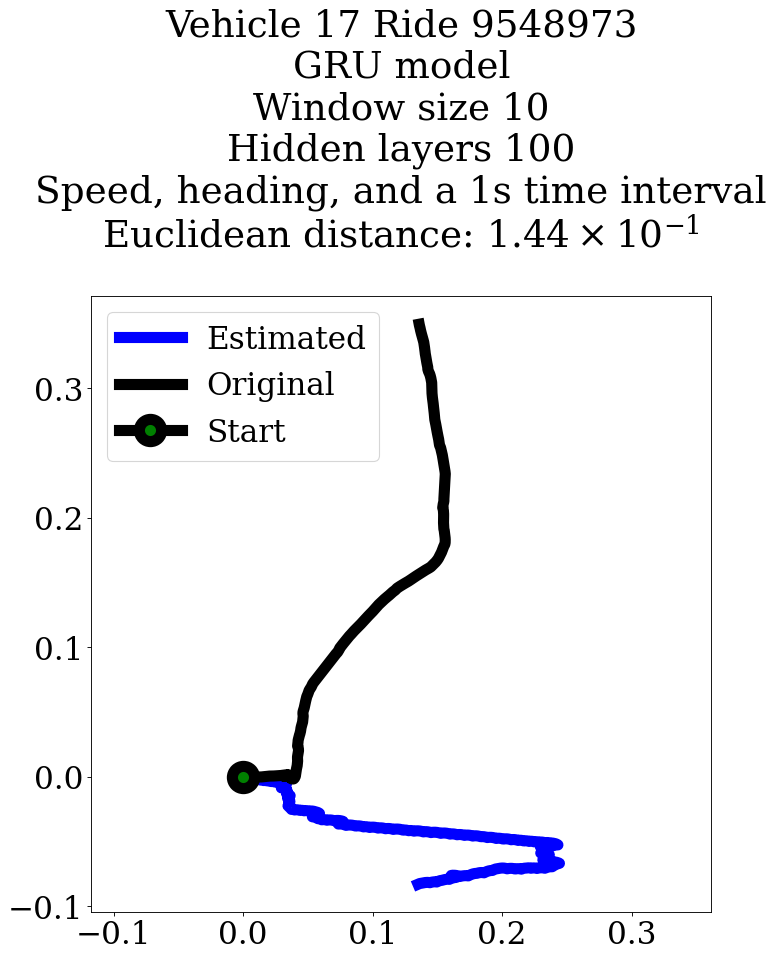 Vehicle 17 Ride 9548973
GRU model
Window size 10
Hidden layers 100
Speed, heading, and a 1s time interval
Euclidean distance: 1.44 × 10⁻¹
Estimated
Original
Start
0.3
0.2
0.1
0.0
−0.1
−0.1 0.0 0.1 0.2 0.3